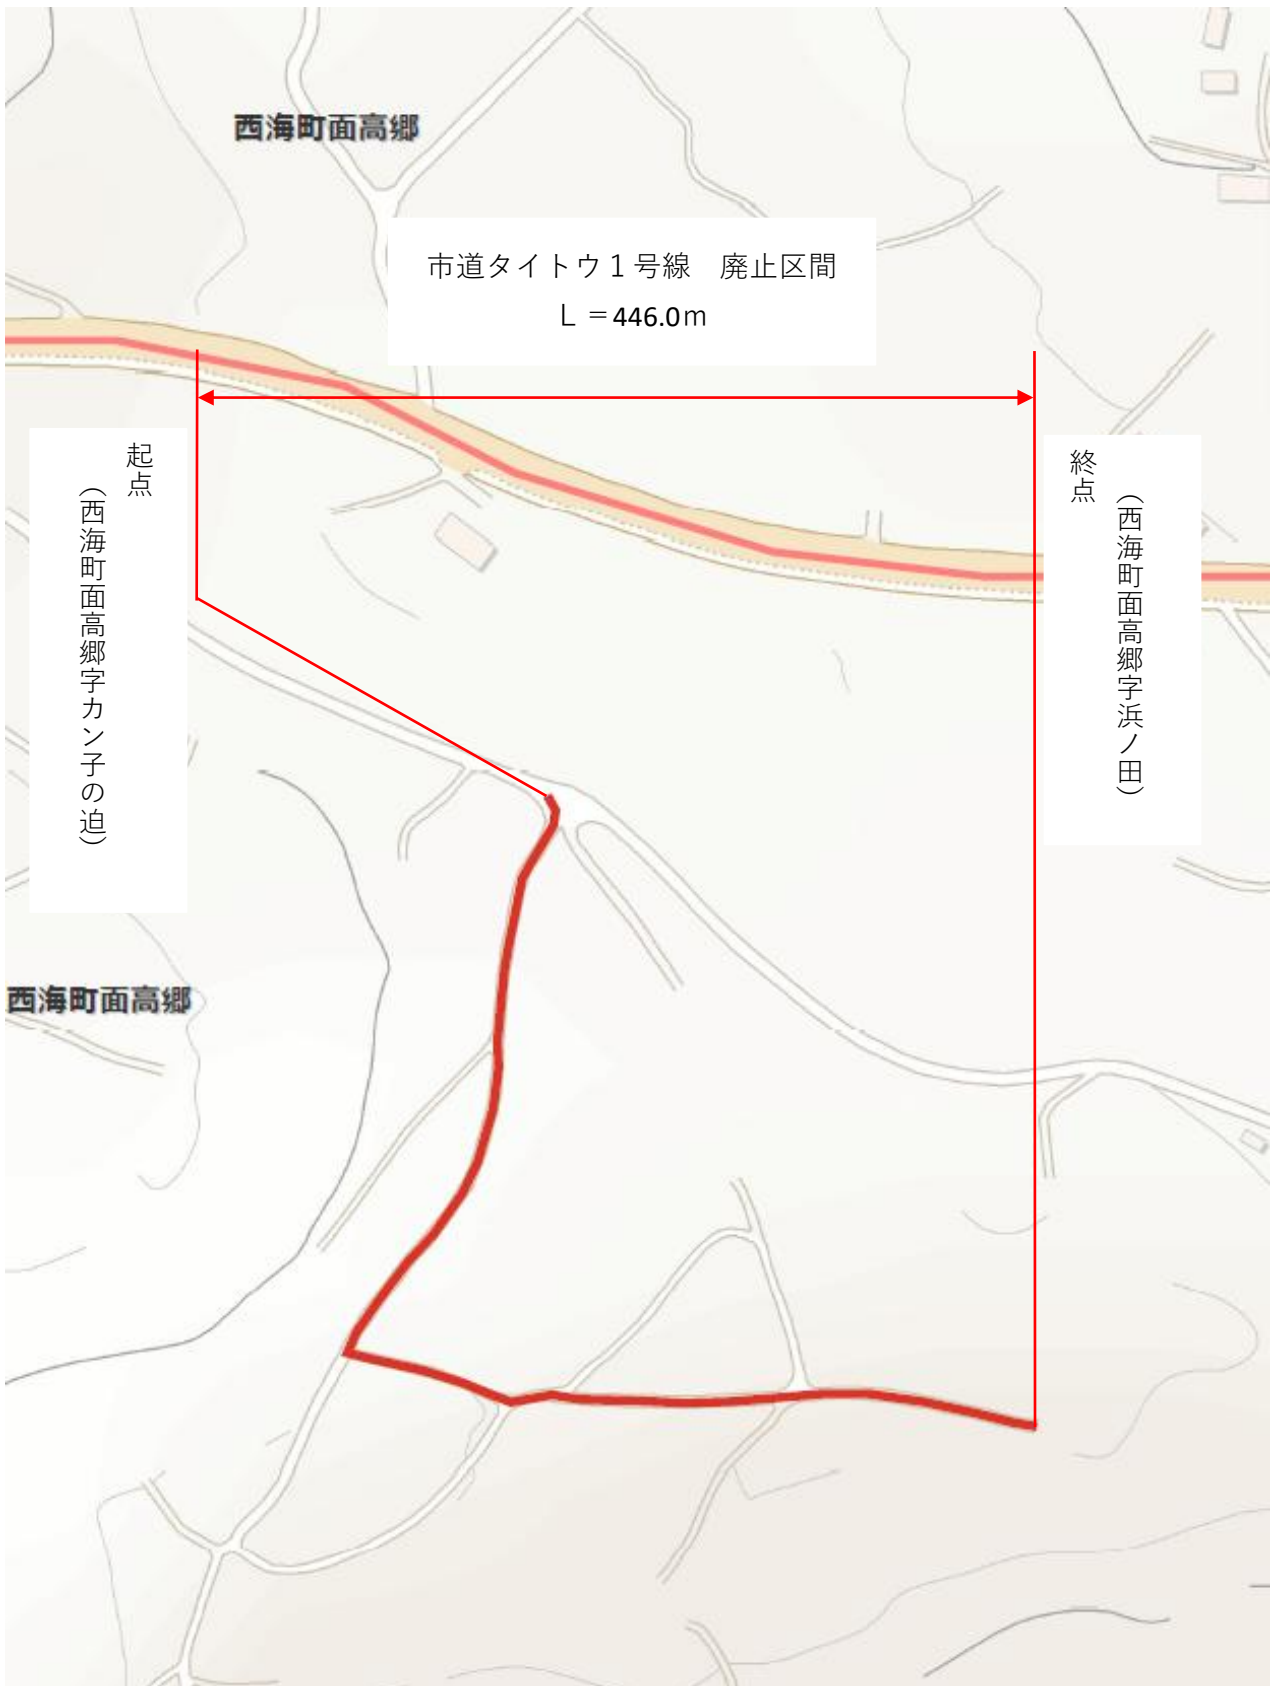 西海町面高郷
市道タイトウ１号線　廃止区間
Ｌ＝446.0ｍ
起点
（西海町面高郷字カン子の迫）
終点
（西海町面高郷字浜ノ田）
西海町面高郷